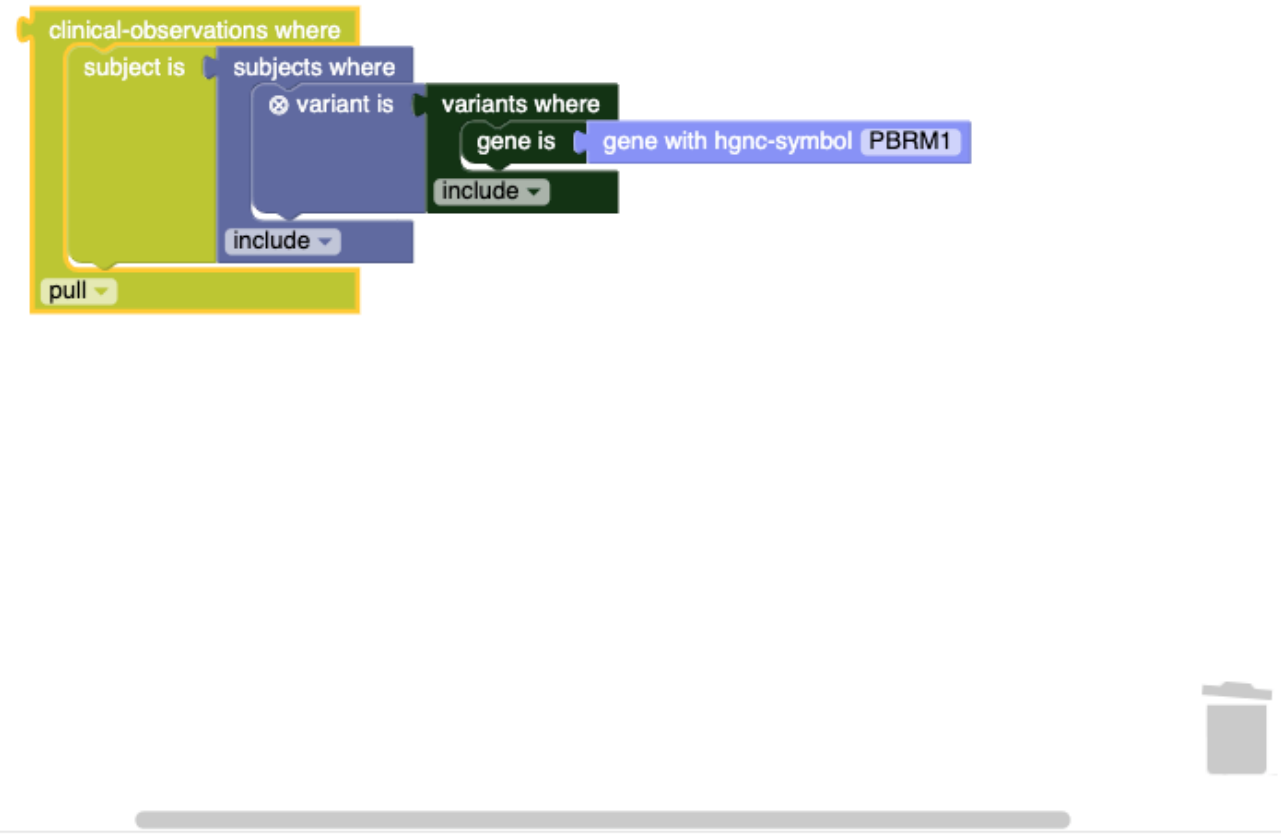 clinical-observations where
subject is subjects where
⊗ variant is variants where
gene is gene with hgnc-symbol PBRM1
include
include
pull